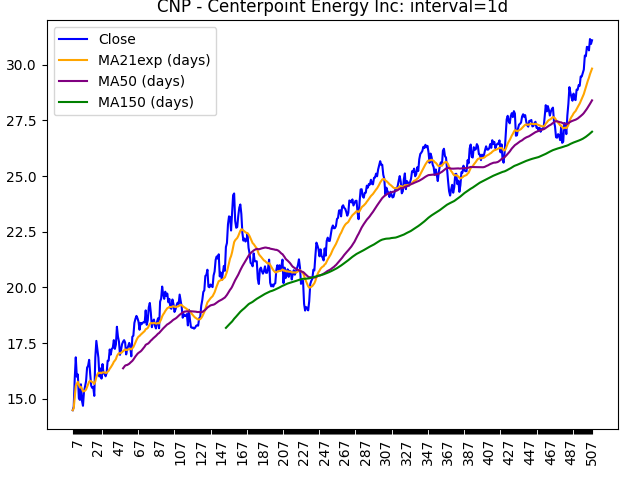 CNP - Centerpoint Energy Inc: interval=1d
Close
MA21exp (days)
MA50 (days)
MA150 (days)
30.0
27.5
25.0
22.5
20.0
17.5
15.0
7 27 47 67 87 107 127 147 167 187 207 227 247 267 287 307 327 347 367 387 407 427 447 467 487 507